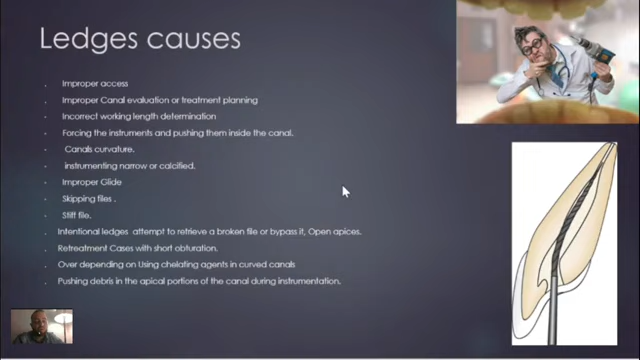 Ledges causes
Improper access
Improper Canal evaluation or treatment planning
Incorrect working length determination
Forcing the instruments and pushing them inside the canal.
Canals curvature.
instrumenting narrow or calcified.
Improper Glide
Skipping files .
Stiff file.
Intentional ledges attempt to retrieve a broken file or bypass it, Open apices.
Retreatment Cases with short obturation.
Over depending on Using chelating agents in curved canals
Pushing debris in the apical portions of the canal during instrumentation.